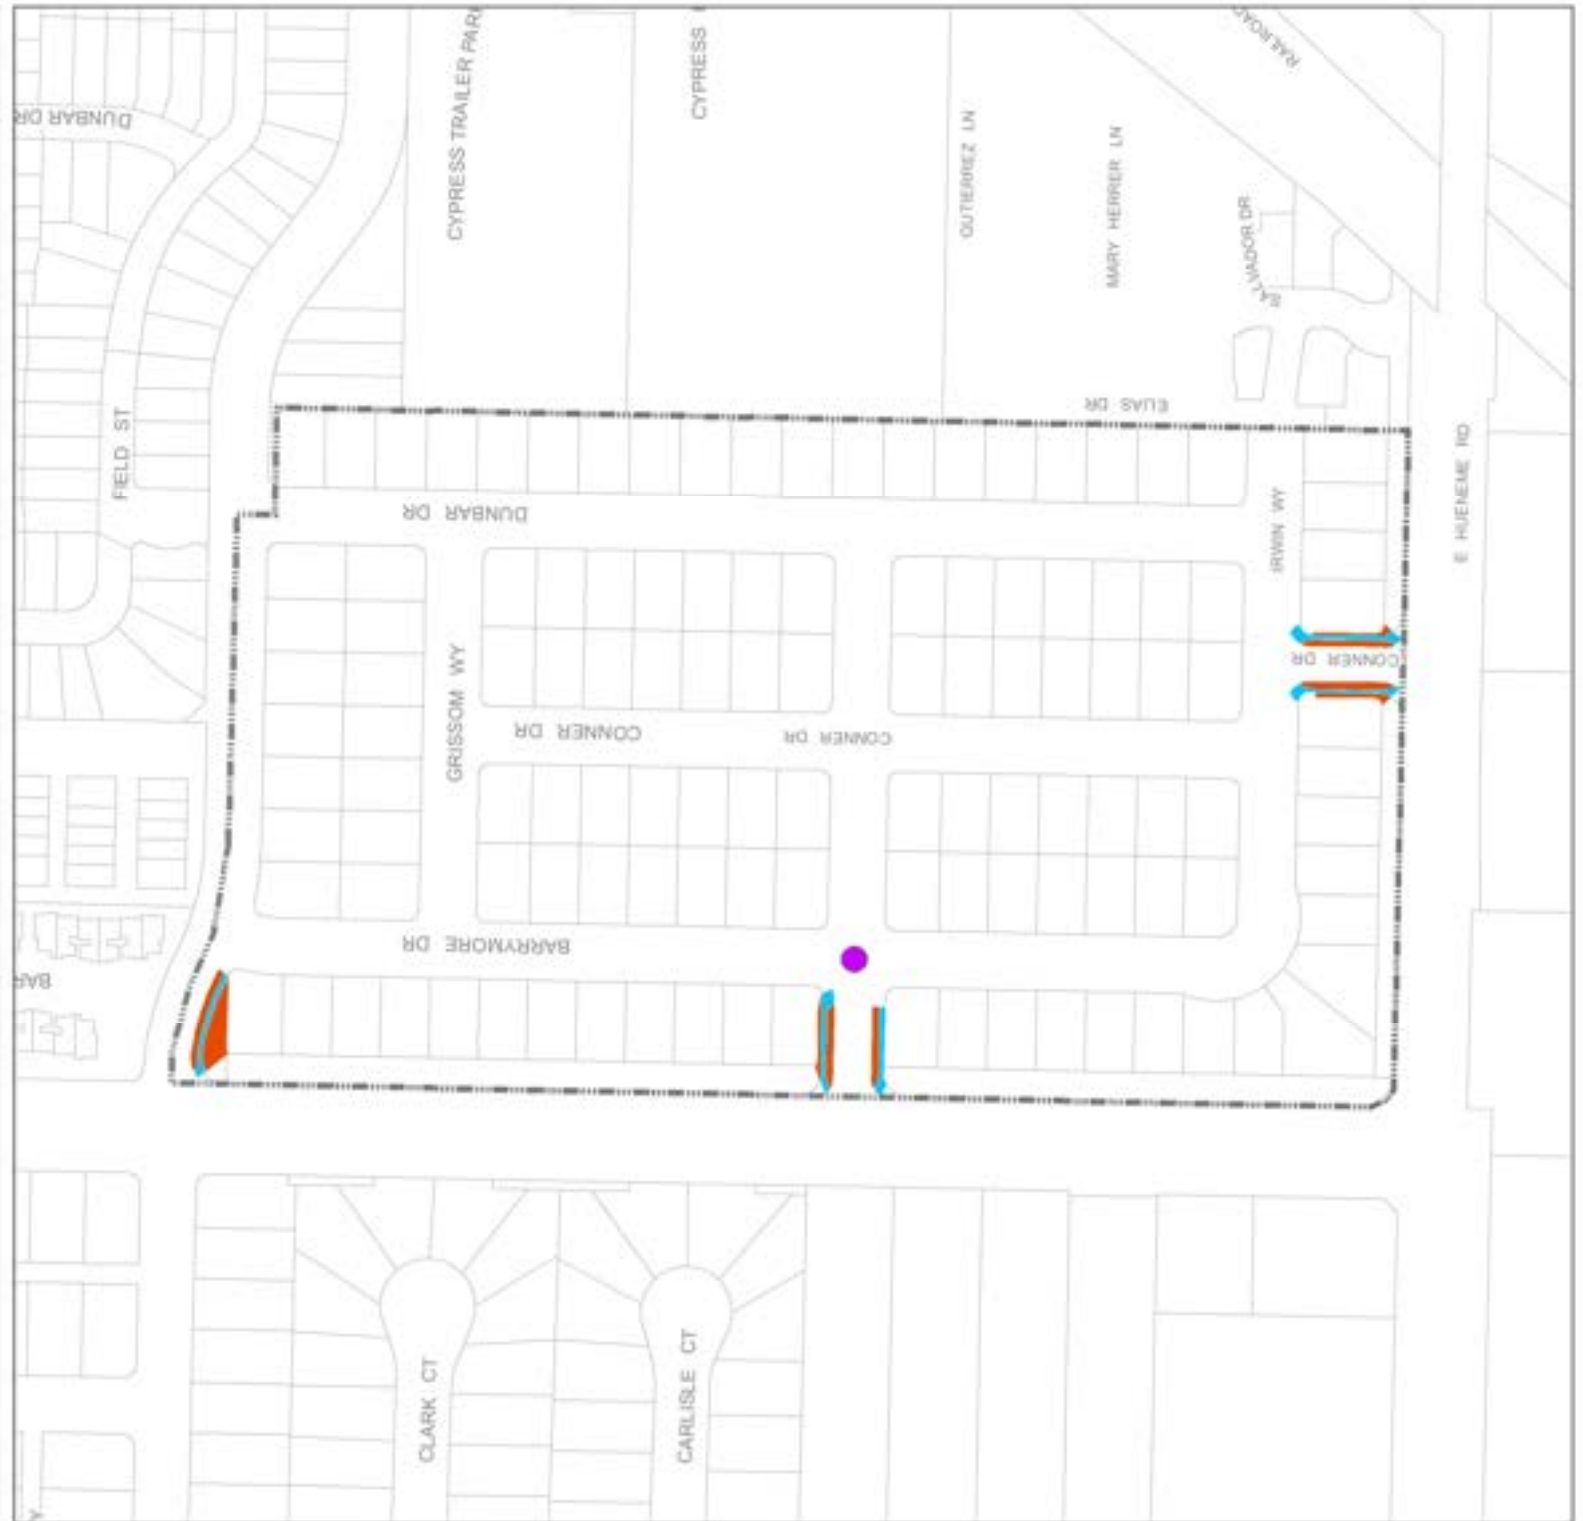 RAILROAD
CYPRESS TRAILER PARK
CYPRESS
DUNBAR DR
GUTIERREZ LN
MARY HERRER LN
SALVADOR DR
ELIAS DR
FIELD ST
E HUENEME RD
DUNBAR DR
IRWIN WY
CONNER DR
GRISSOM WY
CONNER DR
CONNER DR
BARRYMORE DR
BAR
CLARK CT
CARLISLE CT
Y